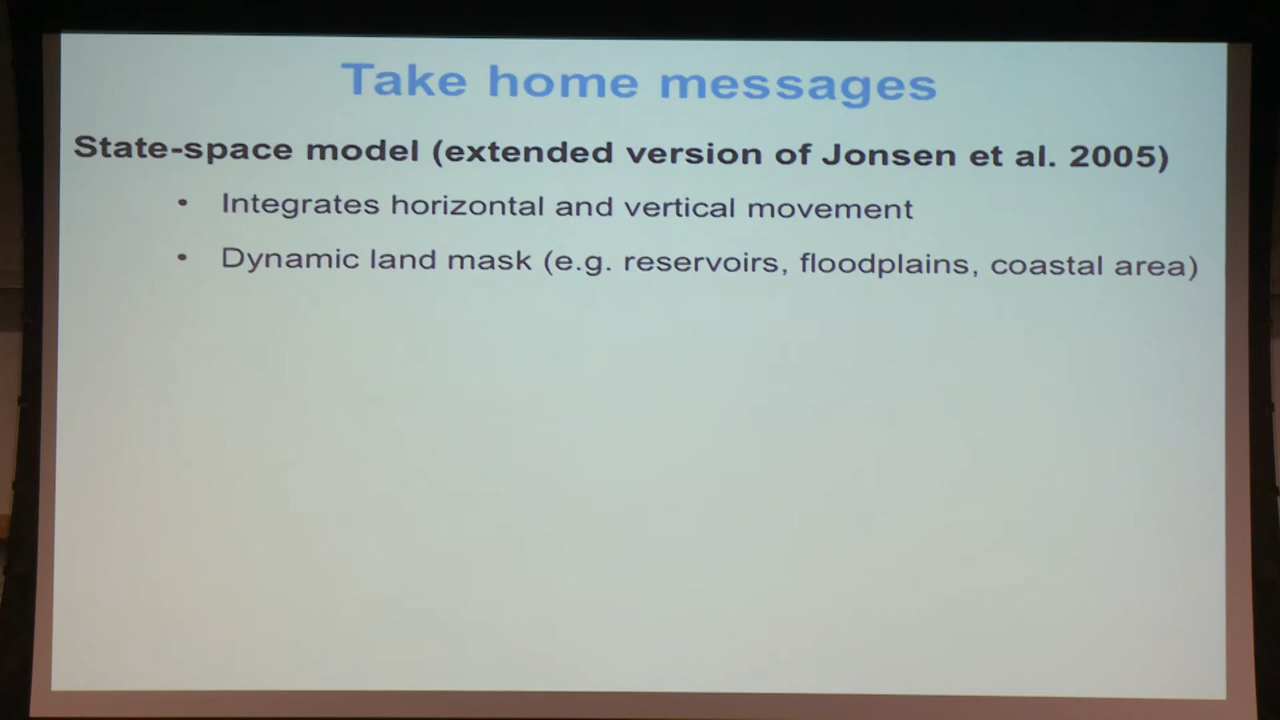 Take home messages
State-space model (extended version of Jonsen et al. 2005)
• Integrates horizontal and vertical movement
• Dynamic land mask (e.g. reservoirs, floodplains, coastal area)